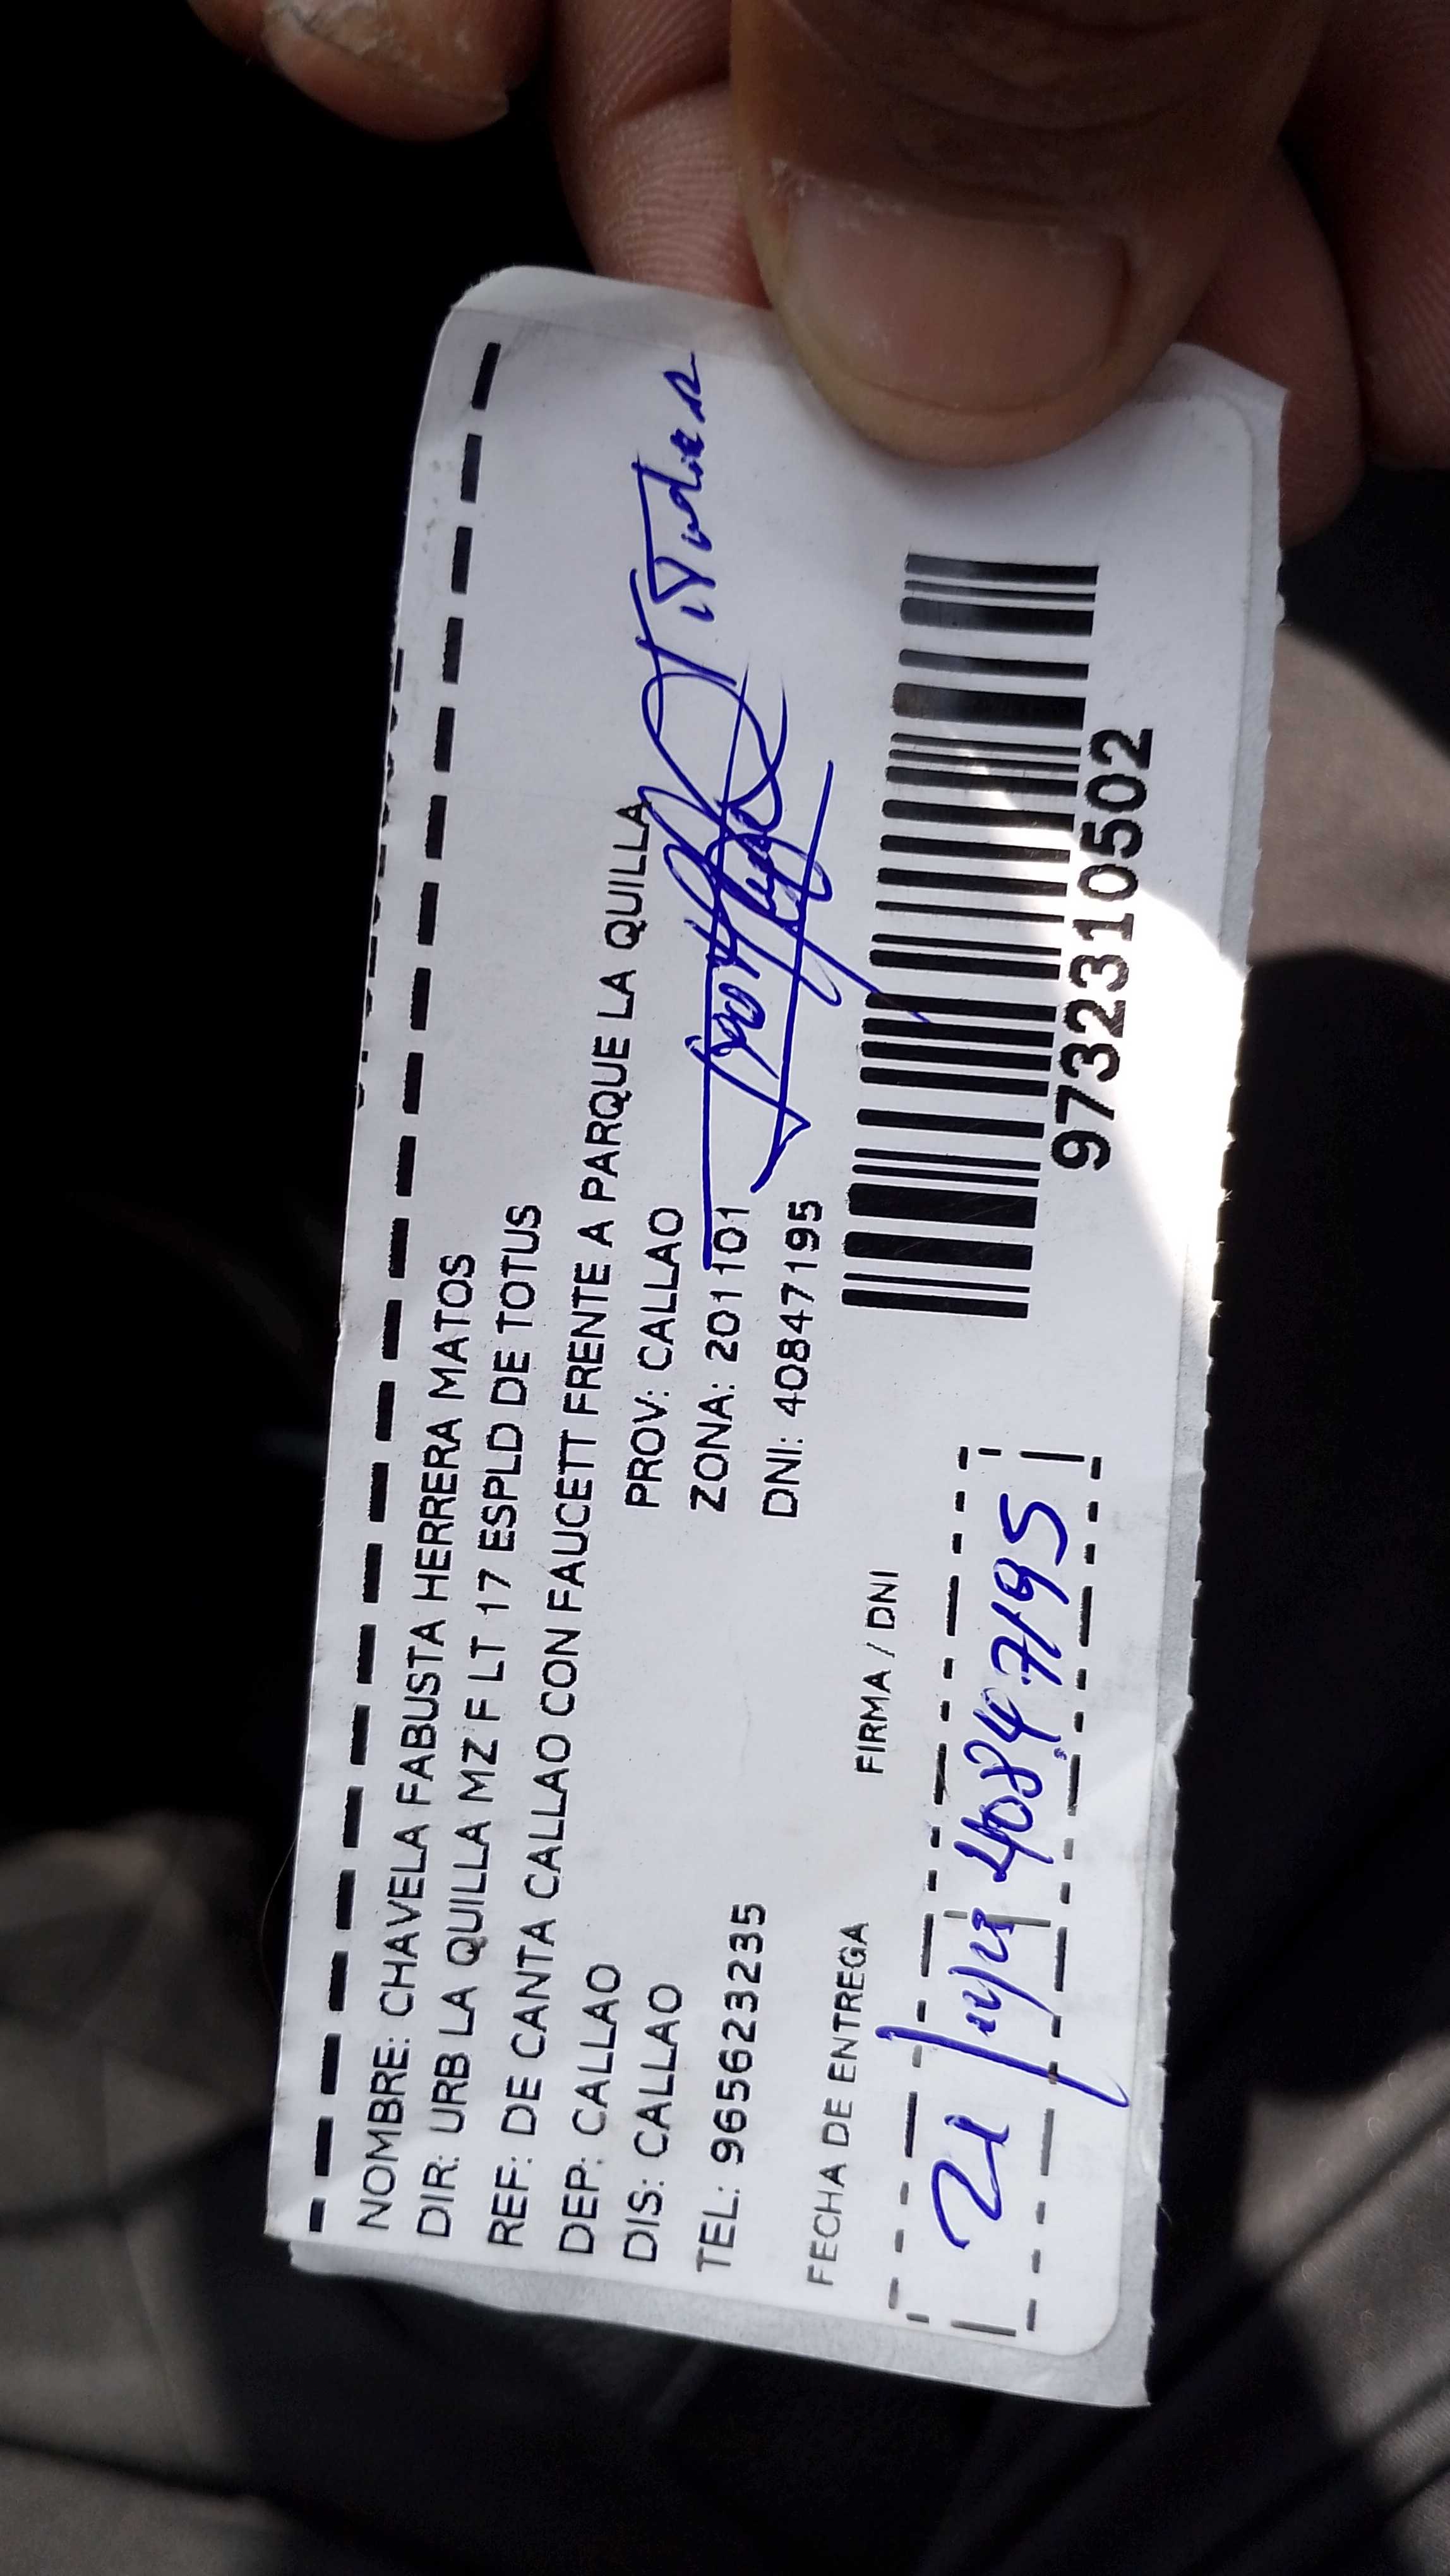 NOMBRE: CHAVELA FABUSTA HERRERA MATOS
DIR: URB LA QUILLA MZ F LT 17 ESPLD DE TOTUS
REF: DE CANTA CALLAO CON FAUCETT FRENTE A PARQUE LA QUILLA
DEP: CALLAO PROV: CALLAO
DIS: CALLAO ZONA: 201101
TEL: 965623235 DNI: 40847195
FECHA DE ENTREGA FIRMA / DNI
21 40847195
9732310502